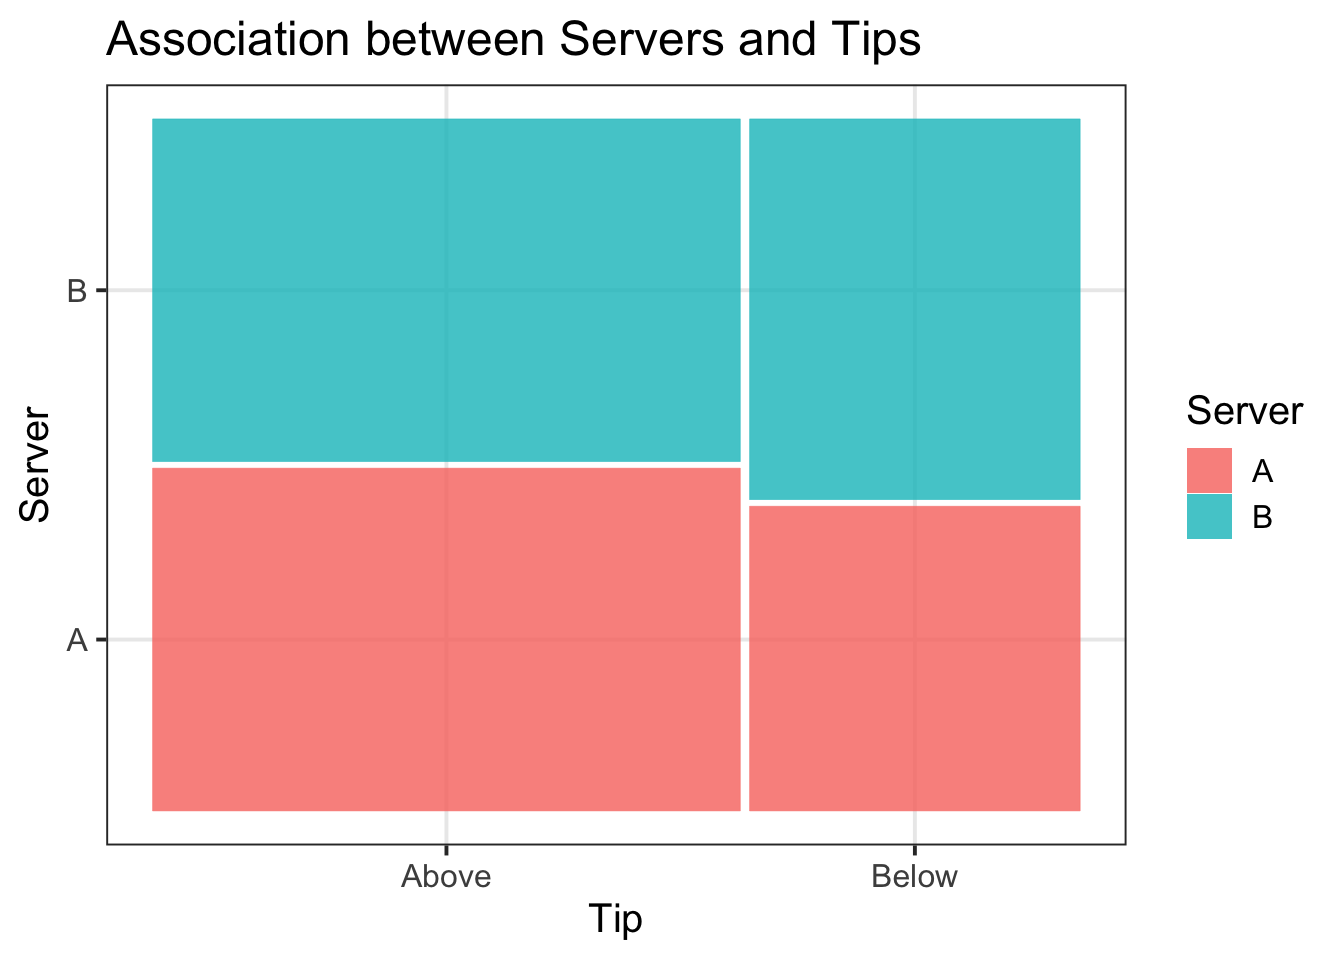 Association between Servers and Tips
Server
B
A
Above
Below
Tip
Server
A
B